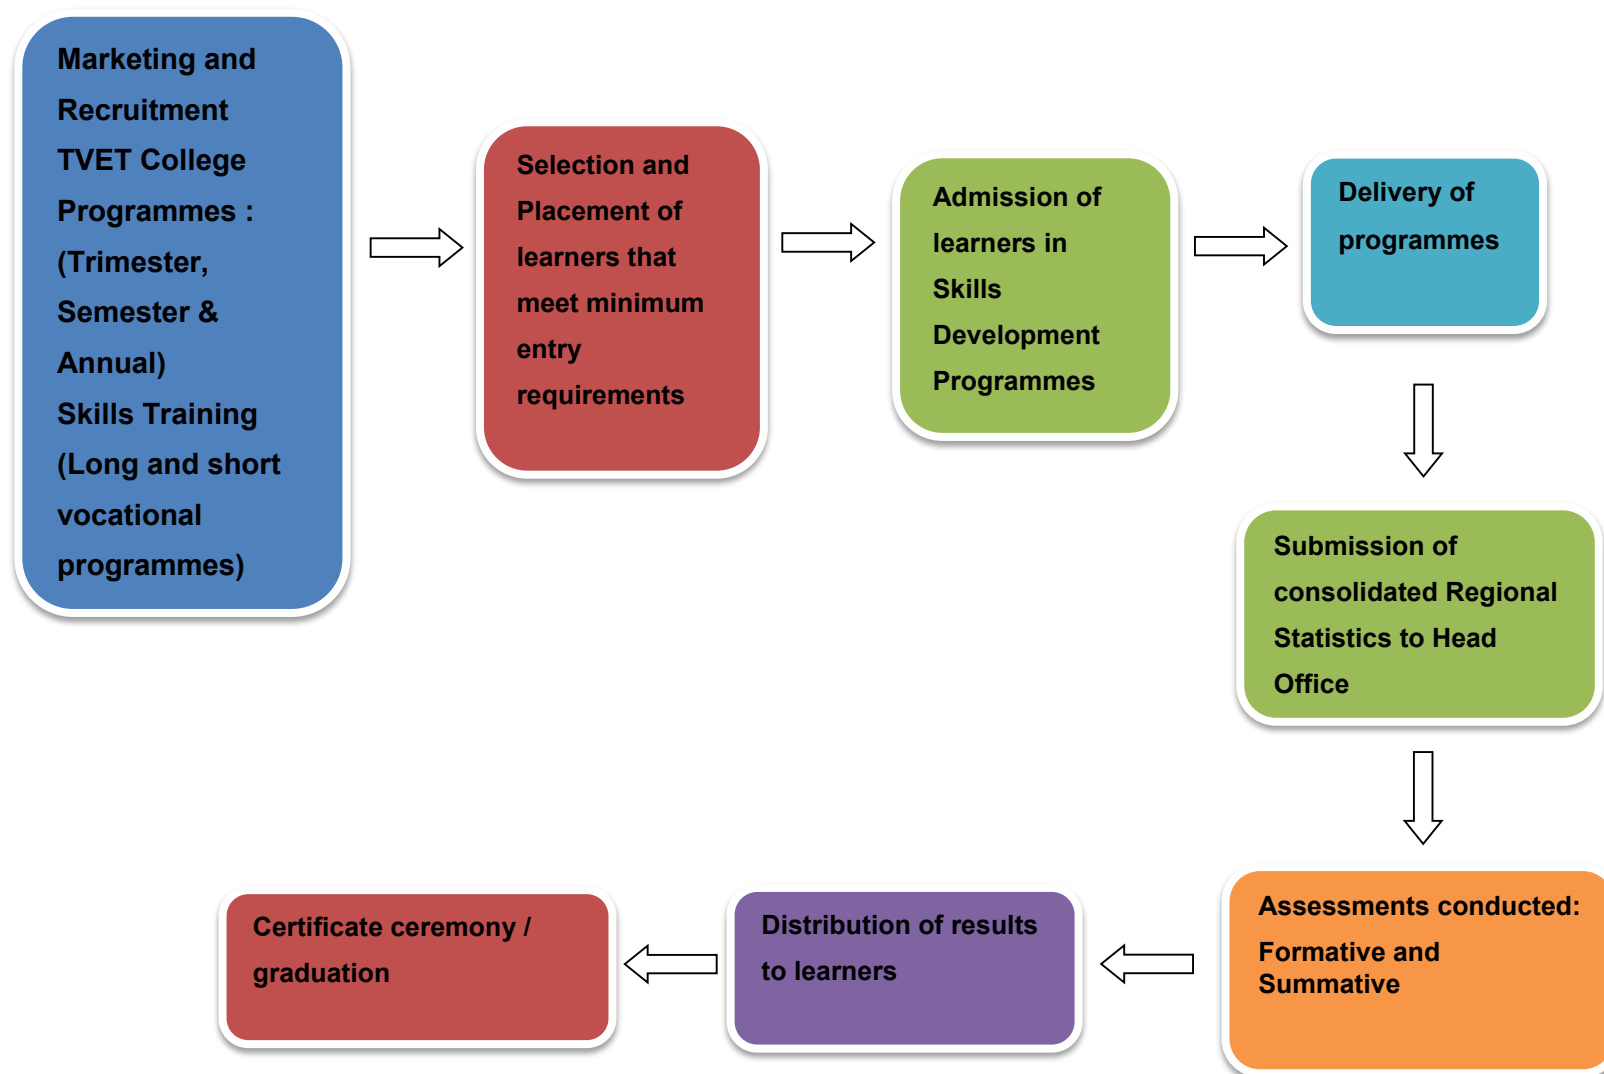 Marketing and
Recruitment
TVET College
Programmes :
(Trimester,
Semester &
Annual)
Skills Training
(Long and short
vocational
programmes)
Selection and
Placement of
learners that
meet minimum
entry
requirements
Admission of
learners in
Skills
Development
Programmes
Delivery of
programmes
Submission of
consolidated Regional
Statistics to Head
Office
Assessments conducted:
Formative and
Summative
Distribution of results
to learners
Certificate ceremony /
graduation